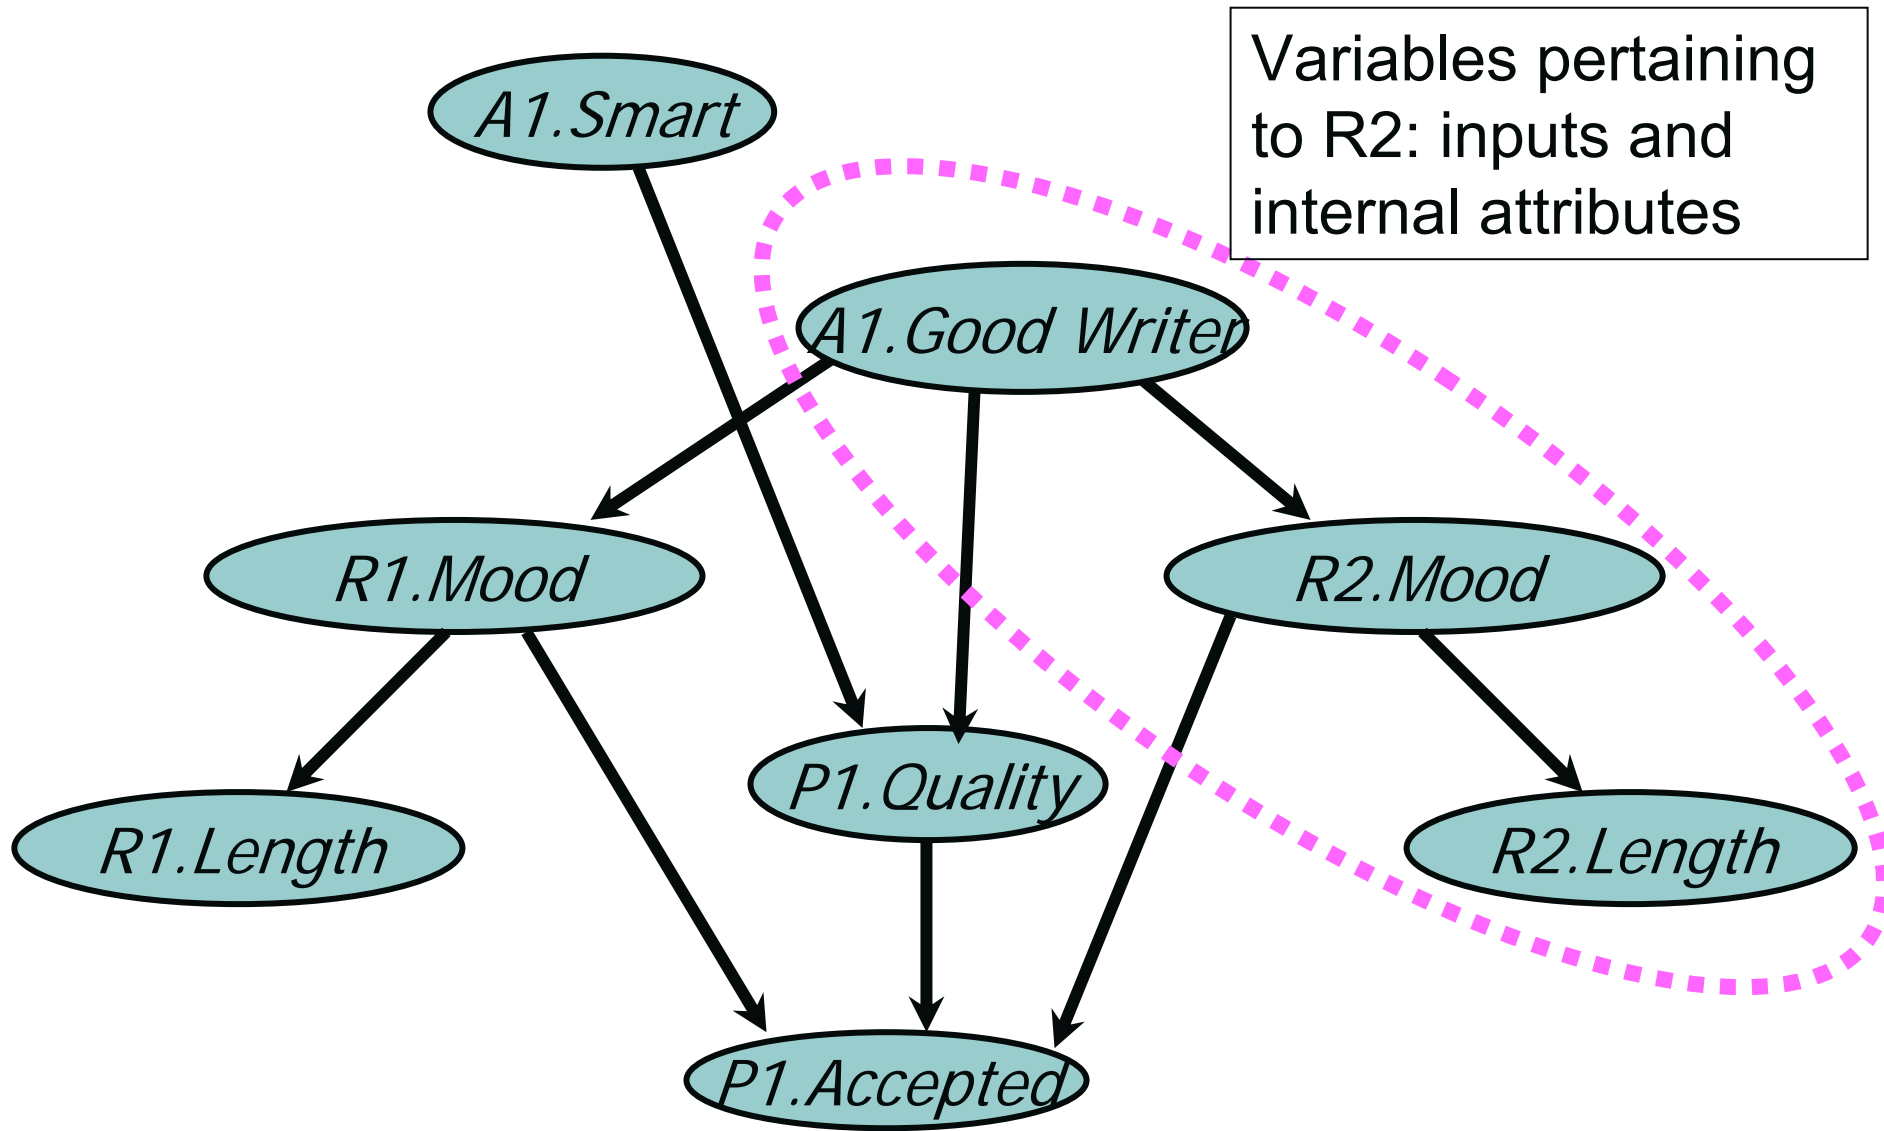 Variables pertaining
to R2: inputs and
internal attributes
A1.Smart
A1.Good Writer
R1.Mood
R2.Mood
P1.Quality
R1.Length
R2.Length
P1.Accepted